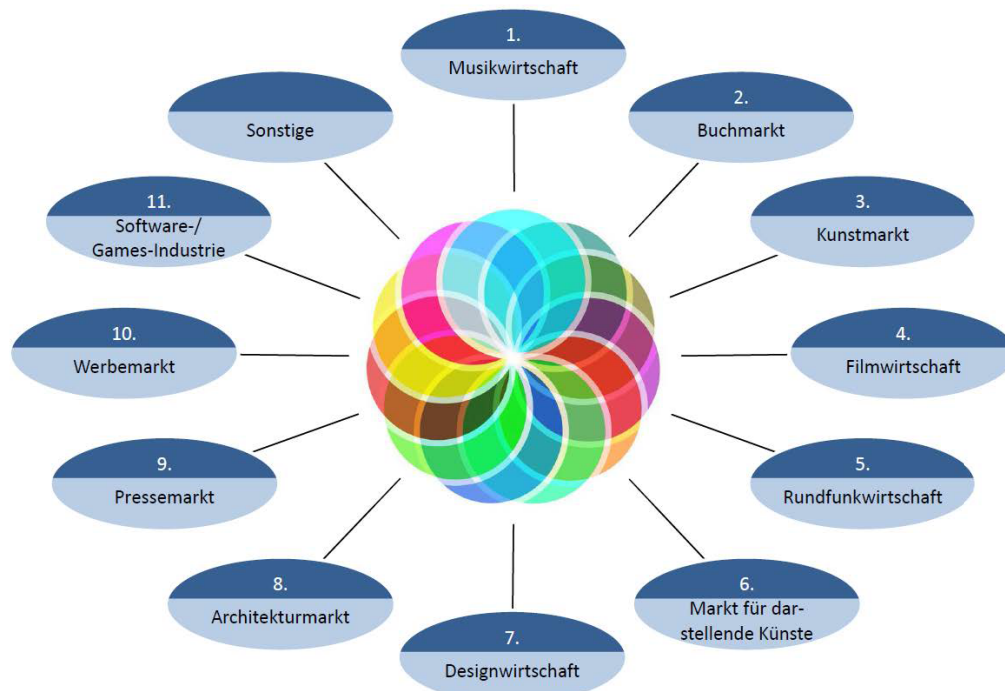 1.
Musikwirtschaft
2.
Buchmarkt
3.
Kunstmarkt
4.
Filmwirtschaft
5.
Rundfunkwirtschaft
6.
Markt für dar-
stellende Künste
7.
Designwirtschaft
8.
Architekturmarkt
9.
Pressemarkt
10.
Werbemarkt
11.
Software-/
Games-Industrie
Sonstige